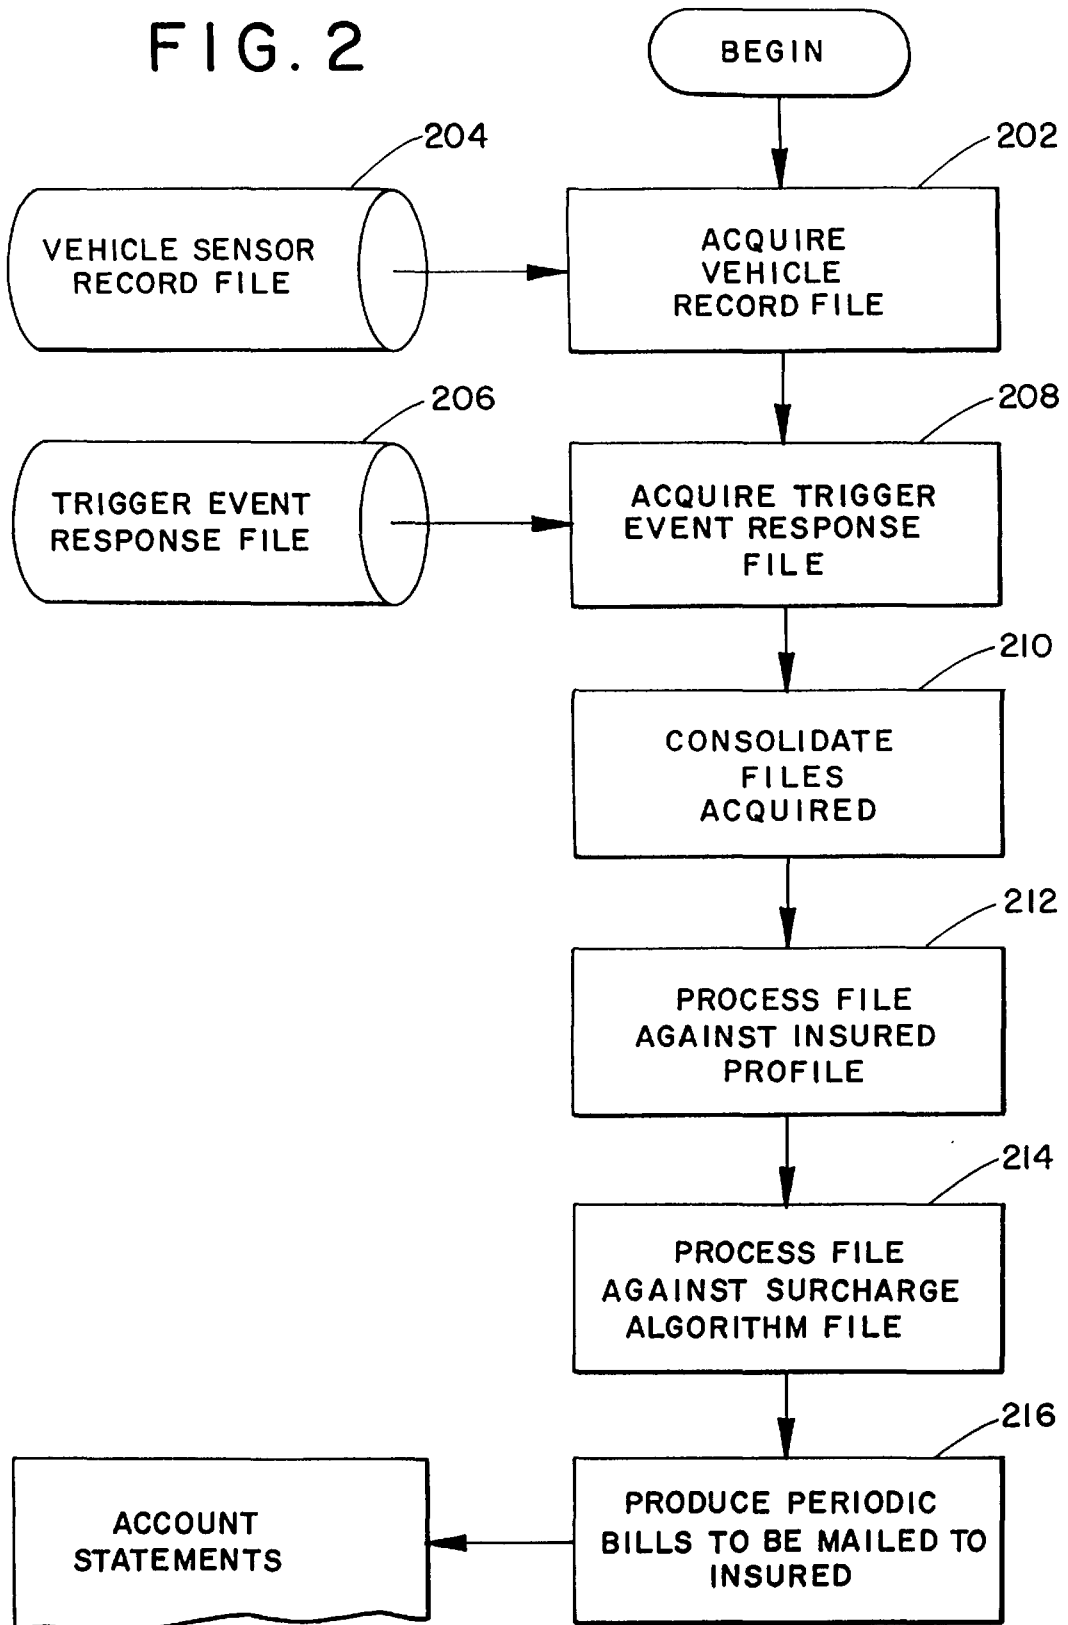 FIG. 2
BEGIN
204
202
VEHICLE SENSOR
RECORD FILE
ACQUIRE
VEHICLE
RECORD FILE
206
208
TRIGGER EVENT
RESPONSE FILE
ACQUIRE TRIGGER
EVENT RESPONSE
FILE
210
CONSOLIDATE
FILES
ACQUIRED
212
PROCESS FILE
AGAINST INSURED
PROFILE
214
PROCESS FILE
AGAINST SURCHARGE
ALGORITHM FILE
216
PRODUCE PERIODIC
BILLS TO BE MAILED TO
INSURED
ACCOUNT
STATEMENTS